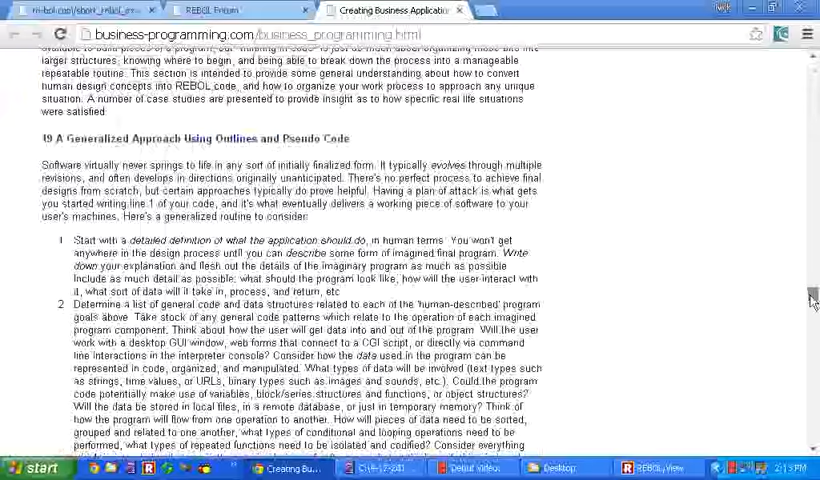 REBOL Forum
Creating Business Applicatio
business-programming.com/business_programming.html
larger structures, knowing where to begin, and being able to break down the process into a manageable
repeatable routine. This section is intended to provide some general understanding about how to convert
human design concepts into REBOL code, and how to organize your work process to approach any unique
situation. A number of case studies are presented to provide insight as to how specific real life situations
were satisfied
19 A Generalized Approach Using Outlines and Pseudo Code
Software virtually never springs to life in any sort of initially finalized form. It typically evolves through multiple
revisions, and often develops in directions originally unanticipated. There's no perfect process to achieve final
designs from scratch, but certain approaches typically do prove helpful. Having a plan of attack is what gets
you started writing line 1 of your code, and it's what eventually delivers a working piece of software to your
user's machines. Here's a generalized routine to consider:
1 Start with a detailed definition of what the application should do, in human terms. You won't get
anywhere in the design process until you can describe some form of imagined final program. Write
down your explanation and flesh out the details of the imaginary program as much as possible
Include as much detail as possible: what should the program look like, how will the user interact with
it, what sort of data will it take in, process, and return, etc
2 Determine a list of general code and data structures related to each of the 'human-described' program
goals above. Take stock of any general code patterns which relate to the operation of each imagined
program component. Think about how the user will get data into and out of the program. Will the user
work with a desktop GUI window, web forms that connect to a CGI script, or directly via command
line interactions in the interpreter console? Consider how the data used in the program can be
represented in code, organized, and manipulated. What types of data will be involved (text types such
as strings, time values, or URLs, binary types such as images and sounds, etc.). Could the program
code potentially make use of variables, block/series structures and functions, or object structures?
Will the data be stored in local files, in a remote database, or just in temporary memory? Think of
how the program will flow from one operation to another. How will pieces of data need to be sorted,
grouped and related to one another, what types of conditional and looping operations need to be
performed, what types of repeated functions need to be isolated and codified? Consider everything
start
Creating Bu...
Debut Video...
Desktop
REBOL/View
2:13 PM